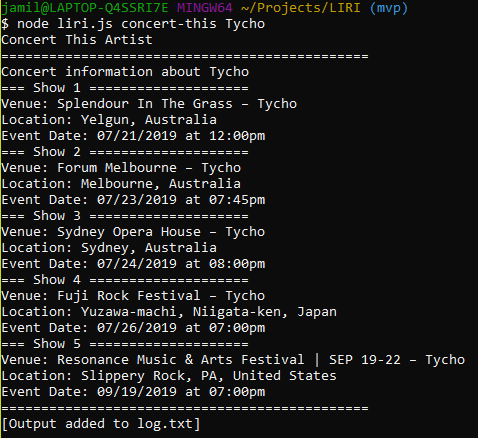 jamil@LAPTOP-Q4SSRI7E MINGW64 ~/Projects/LIRI (mvp)
$ node liri.js concert-this Tycho
Concert This Artist
==============================================
Concert information about Tycho
=== Show 1 ====================
Venue: Splendour In The Grass – Tycho
Location: Yelgun, Australia
Event Date: 07/21/2019 at 12:00pm
=== Show 2 ====================
Venue: Forum Melbourne – Tycho
Location: Melbourne, Australia
Event Date: 07/23/2019 at 07:45pm
=== Show 3 ====================
Venue: Sydney Opera House – Tycho
Location: Sydney, Australia
Event Date: 07/24/2019 at 08:00pm
=== Show 4 ====================
Venue: Fuji Rock Festival – Tycho
Location: Yuzawa-machi, Niigata-ken, Japan
Event Date: 07/26/2019 at 07:00pm
=== Show 5 ====================
Venue: Resonance Music & Arts Festival | SEP 19-22 – Tycho
Location: Slippery Rock, PA, United States
Event Date: 09/19/2019 at 07:00pm
==============================================
[Output added to log.txt]